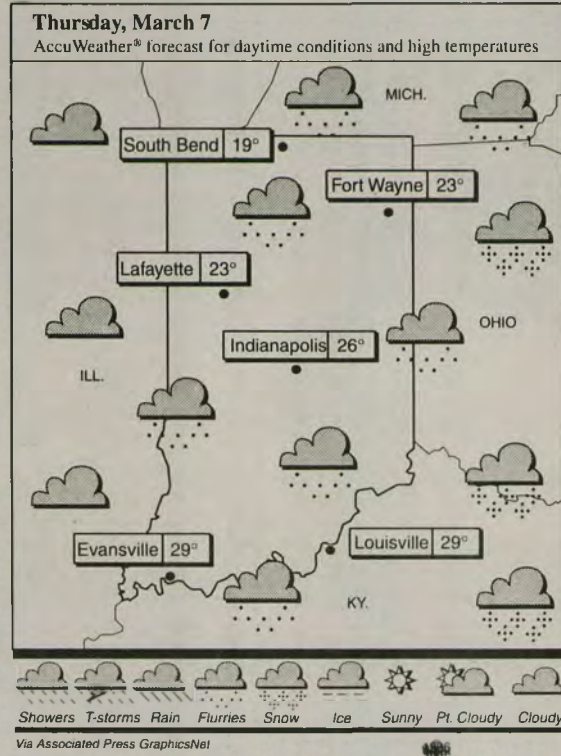 Thursday, March 7
AccuWeather® forecast for daytime conditions and high temperatures
MICH.
South Bend 19°
Fort Wayne 23°
Lafayette 23°
OHIO
Indianapolis 26°
ILL.
Evansville 29°
Louisville 29°
KY.
Showers T-storms Rain Flurries Snow Ice Sunny Pt. Cloudy Cloudy
Via Associated Press GraphicsNet